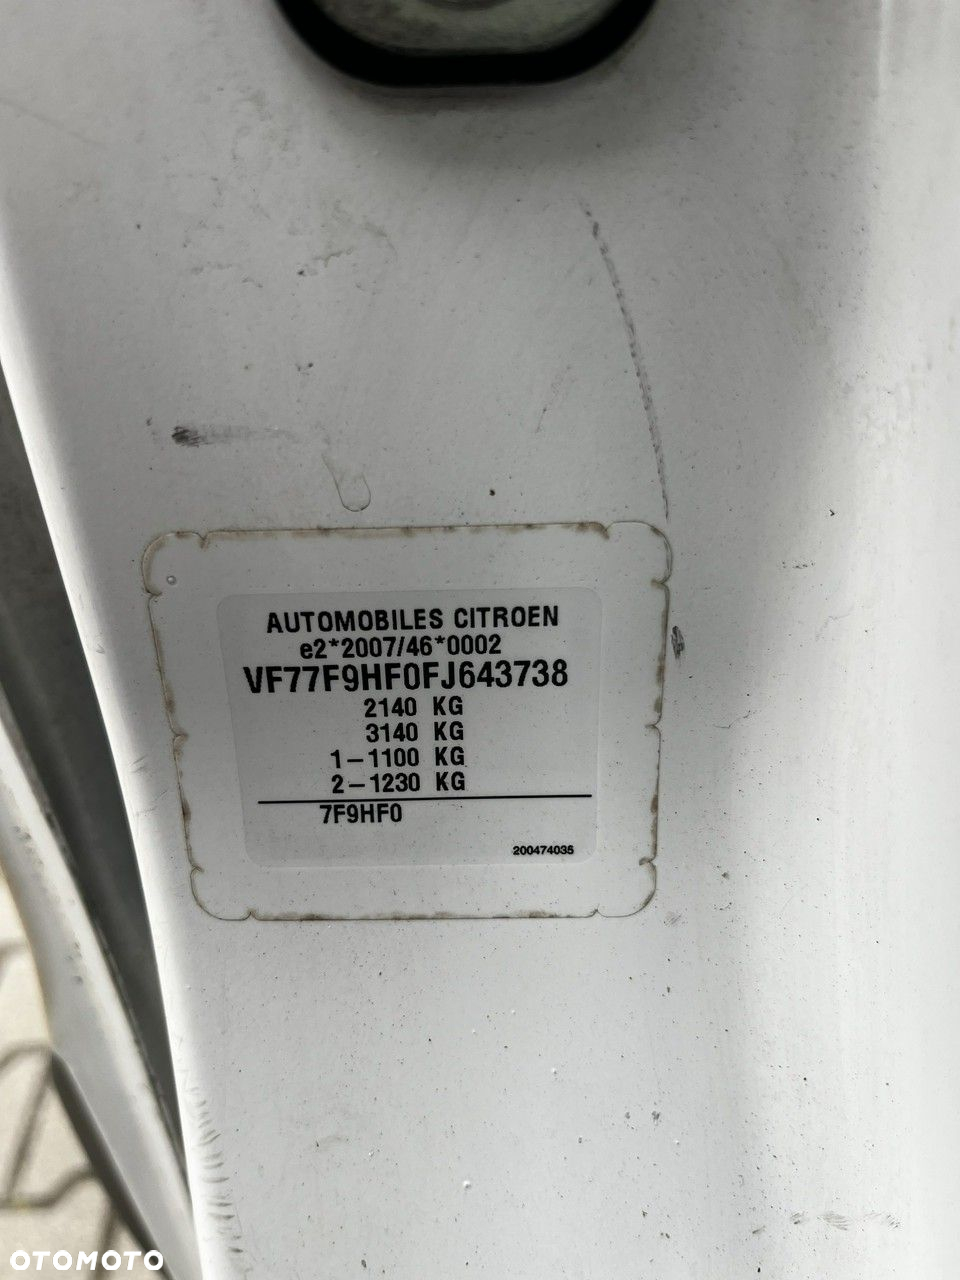 AUTOMOBILES CITROEN
e2*2007/46*0002
VF77F9HF0FJ643738
2140 KG
3140 KG
1-1100 KG
2-1230 KG
7F9HF0
200474035
OTOMOTO